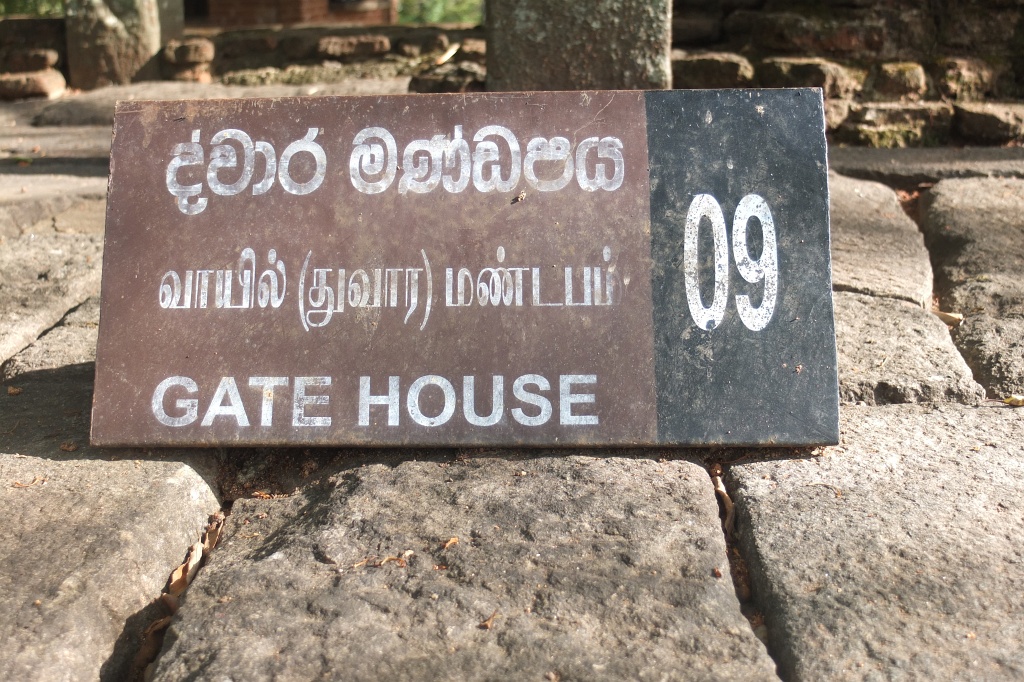 ද්වාර මණ්ඩපය
வாயில் (துவார) மண்டபம்
GATE HOUSE
09